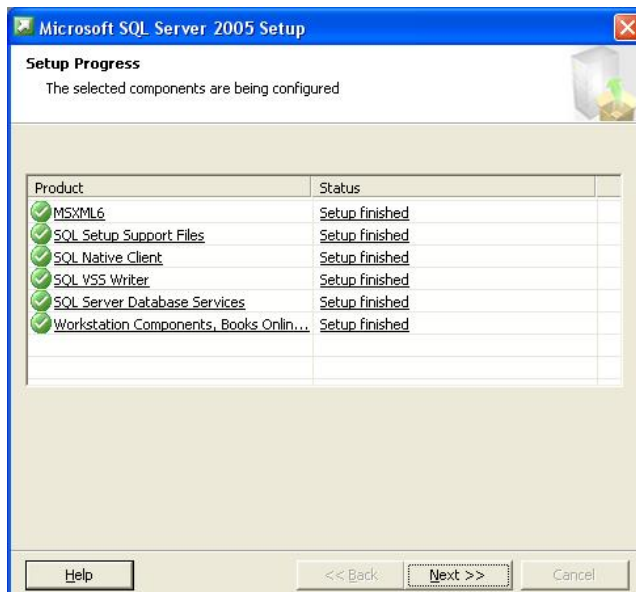 Microsoft SQL Server 2005 Setup
Setup Progress
The selected components are being configured
Product Status
MSXML6 Setup finished
SQL Setup Support Files Setup finished
SQL Native Client Setup finished
SQL VSS Writer Setup finished
SQL Server Database Services Setup finished
Workstation Components, Books Onlin... Setup finished
Help << Back Next >> Cancel